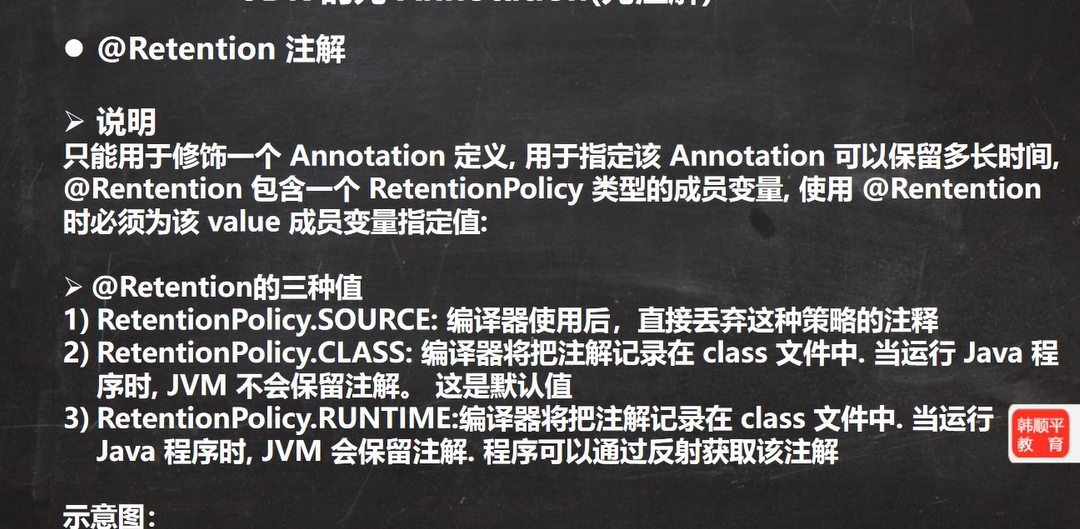 ● @Retention 注解
➢ 说明
只能用于修饰一个 Annotation 定义, 用于指定该 Annotation 可以保留多长时间,
@Rentention 包含一个 RetentionPolicy 类型的成员变量, 使用 @Rentention
时必须为该 value 成员变量指定值:
➢ @Retention的三种值
1) RetentionPolicy.SOURCE: 编译器使用后，直接丢弃这种策略的注释
2) RetentionPolicy.CLASS: 编译器将把注解记录在 class 文件中. 当运行 Java 程
序时, JVM 不会保留注解。 这是默认值
3) RetentionPolicy.RUNTIME:编译器将把注解记录在 class 文件中. 当运行
Java 程序时, JVM 会保留注解. 程序可以通过反射获取该注解
韩顺平
教 育
示意图：